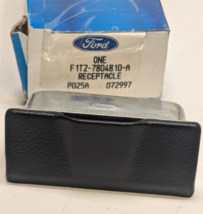 Ford
ONE
F1TZ-7804810-A
RECEPTACLE
P025A 072997